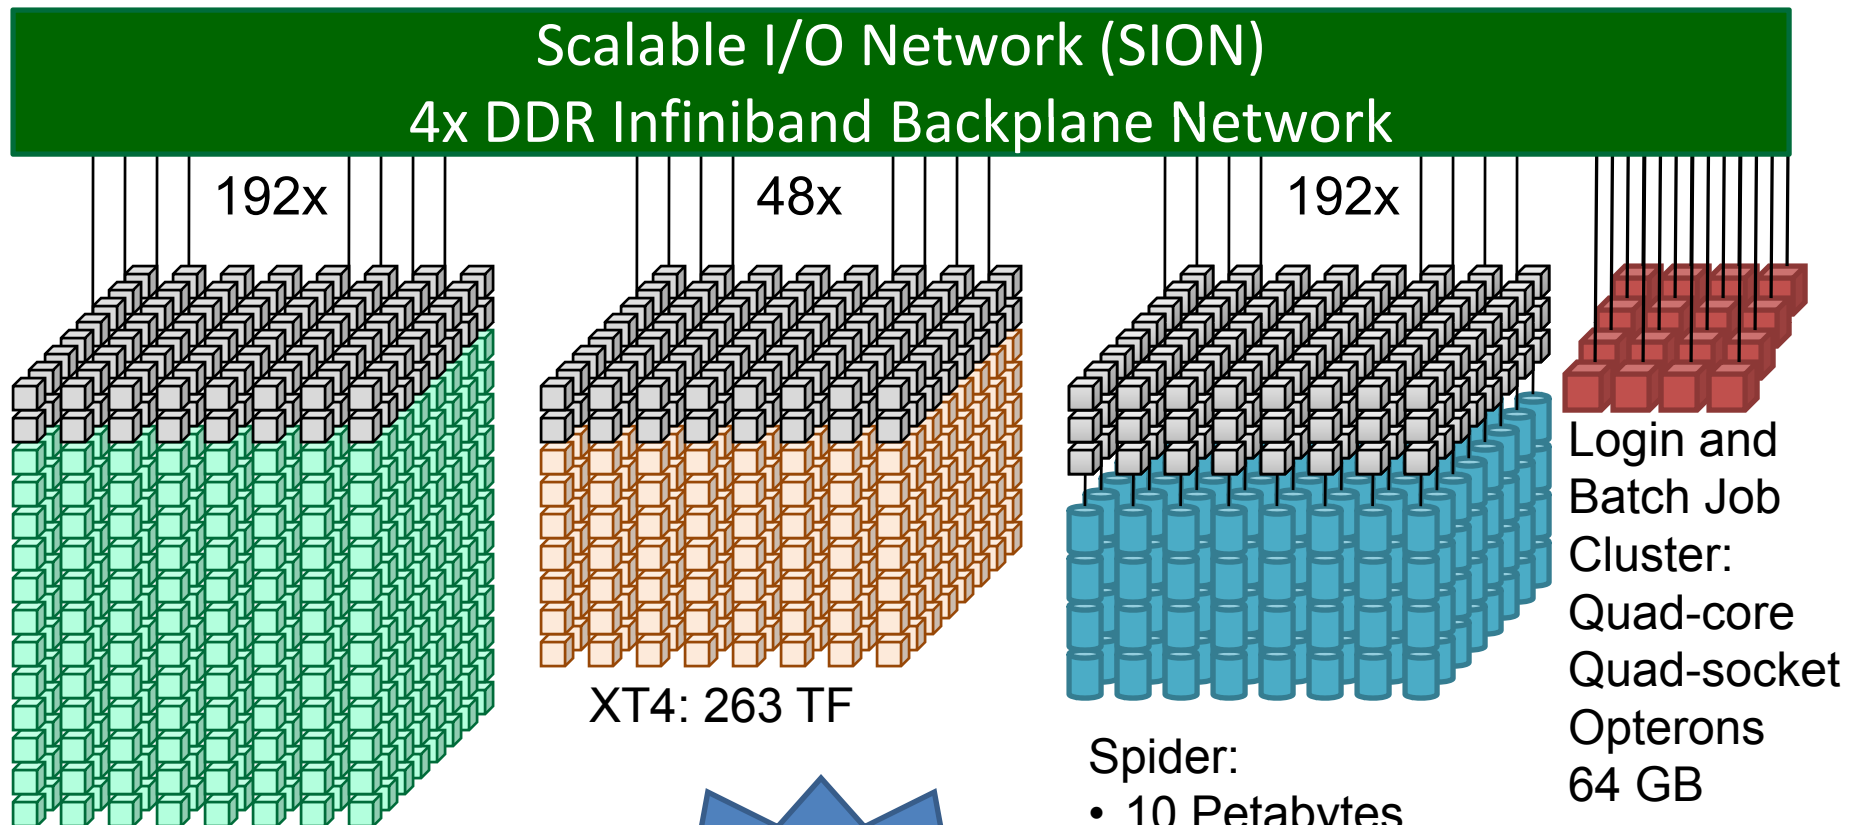 Scalable I/O Network (SION)
4x DDR Infiniband Backplane Network
192x
48x
192x
XT4: 263 TF
Spider:
• 10 Petabytes
Login and
Batch Job
Cluster:
Quad-core
Quad-socket
Opterons
64 GB